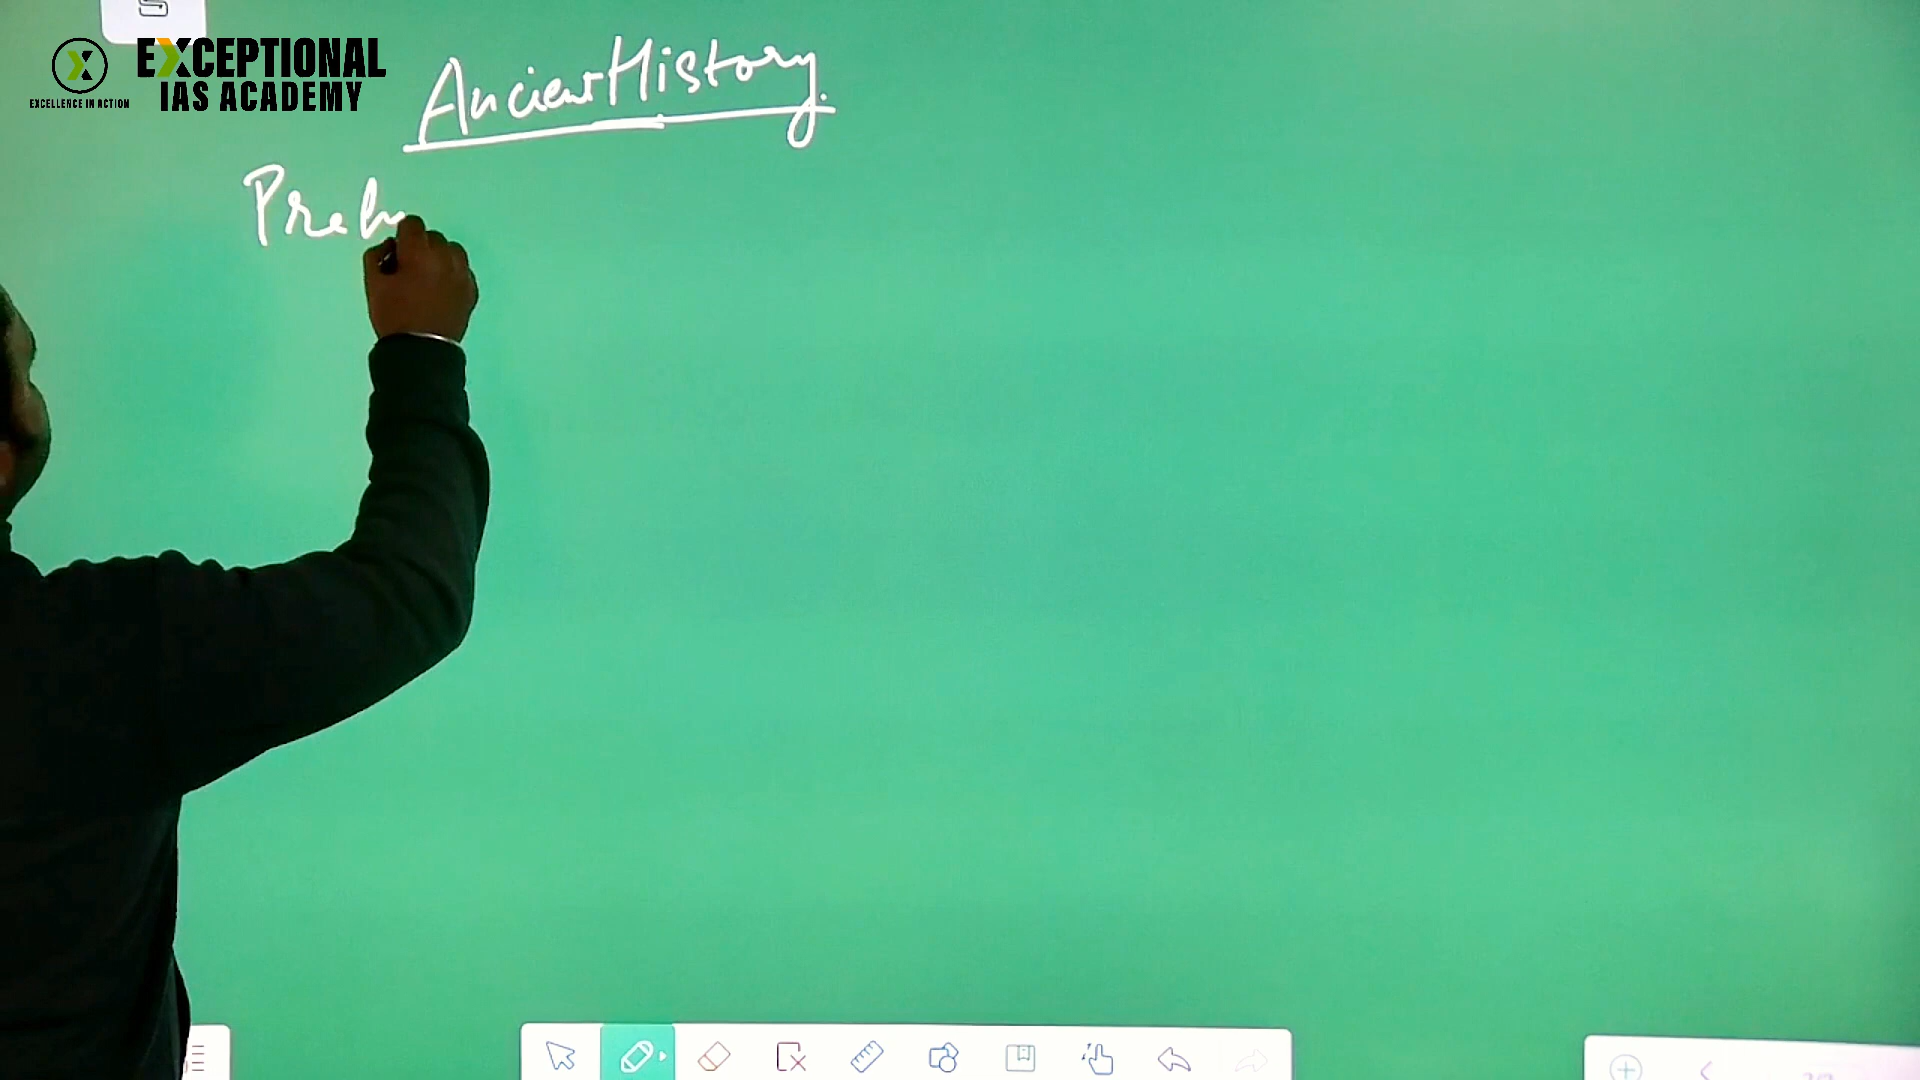 EXCEPTIONAL
IAS ACADEMY
EXCELLENCE IN ACTION
Ancient History
Preh